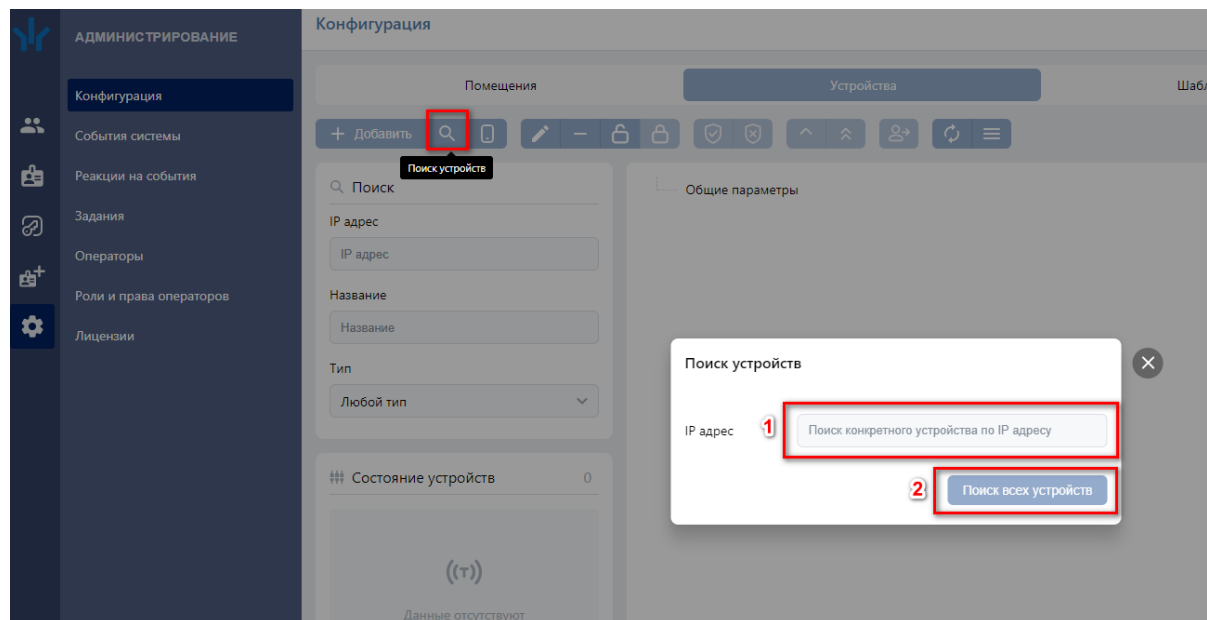 АДМИНИСТРИРОВАНИЕ
Конфигурация
События системы
Реакции на события
Задания
Операторы
Роли и права операторов
Лицензии
Конфигурация
Помещения
Устройства
Шабл
Добавить
Поиск устройств
Поиск
IP адрес
IP адрес
Название
Название
Тип
Любой тип
Состояние устройств
0
Данные отсутствуют
Общие параметры
Поиск устройств
IP адрес
1
Поиск конкретного устройства по IP адресу
2
Поиск всех устройств